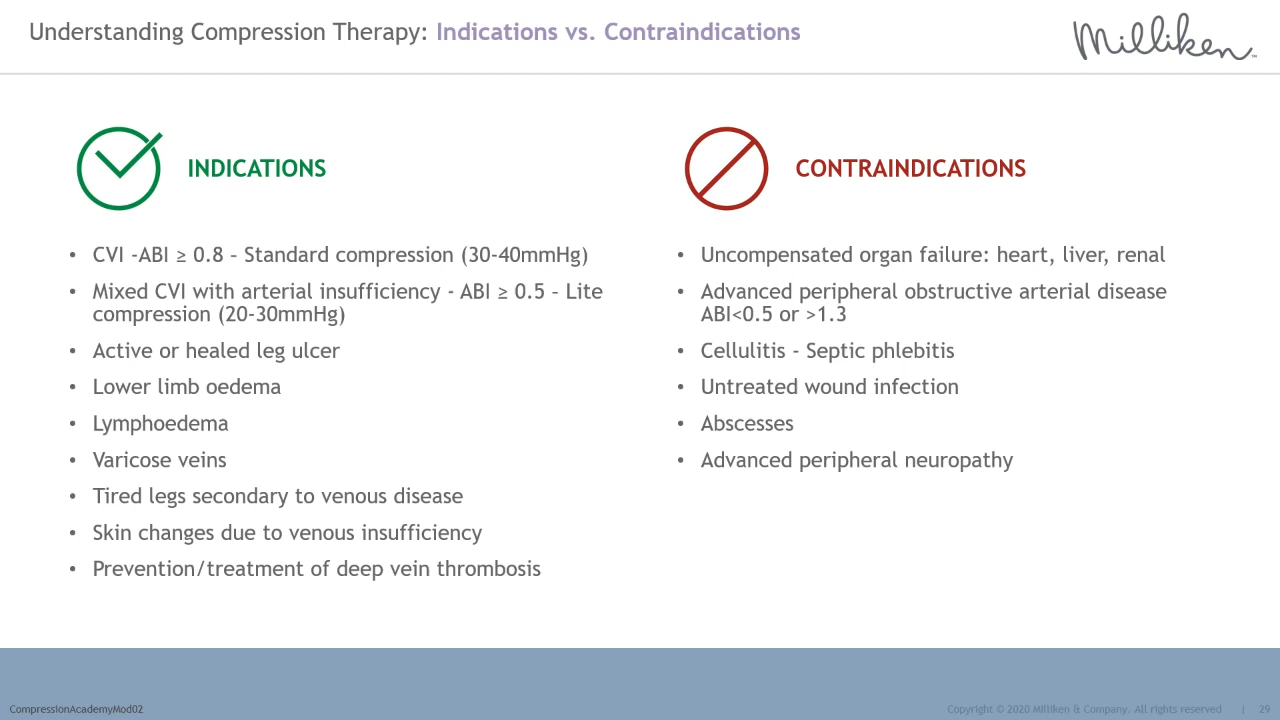 Understanding Compression Therapy: Indications vs. Contraindications
Milliken™
INDICATIONS
• CVI -ABI ≥ 0.8 – Standard compression (30-40mmHg)
• Mixed CVI with arterial insufficiency - ABI ≥ 0.5 – Lite
compression (20-30mmHg)
• Active or healed leg ulcer
• Lower limb oedema
• Lymphoedema
• Varicose veins
• Tired legs secondary to venous disease
• Skin changes due to venous insufficiency
• Prevention/treatment of deep vein thrombosis
CONTRAINDICATIONS
• Uncompensated organ failure: heart, liver, renal
• Advanced peripheral obstructive arterial disease
ABI<0.5 or >1.3
• Cellulitis - Septic phlebitis
• Untreated wound infection
• Abscesses
• Advanced peripheral neuropathy
CompressionAcademyMod02
Copyright © 2020 Milliken & Company. All rights reserved | 29